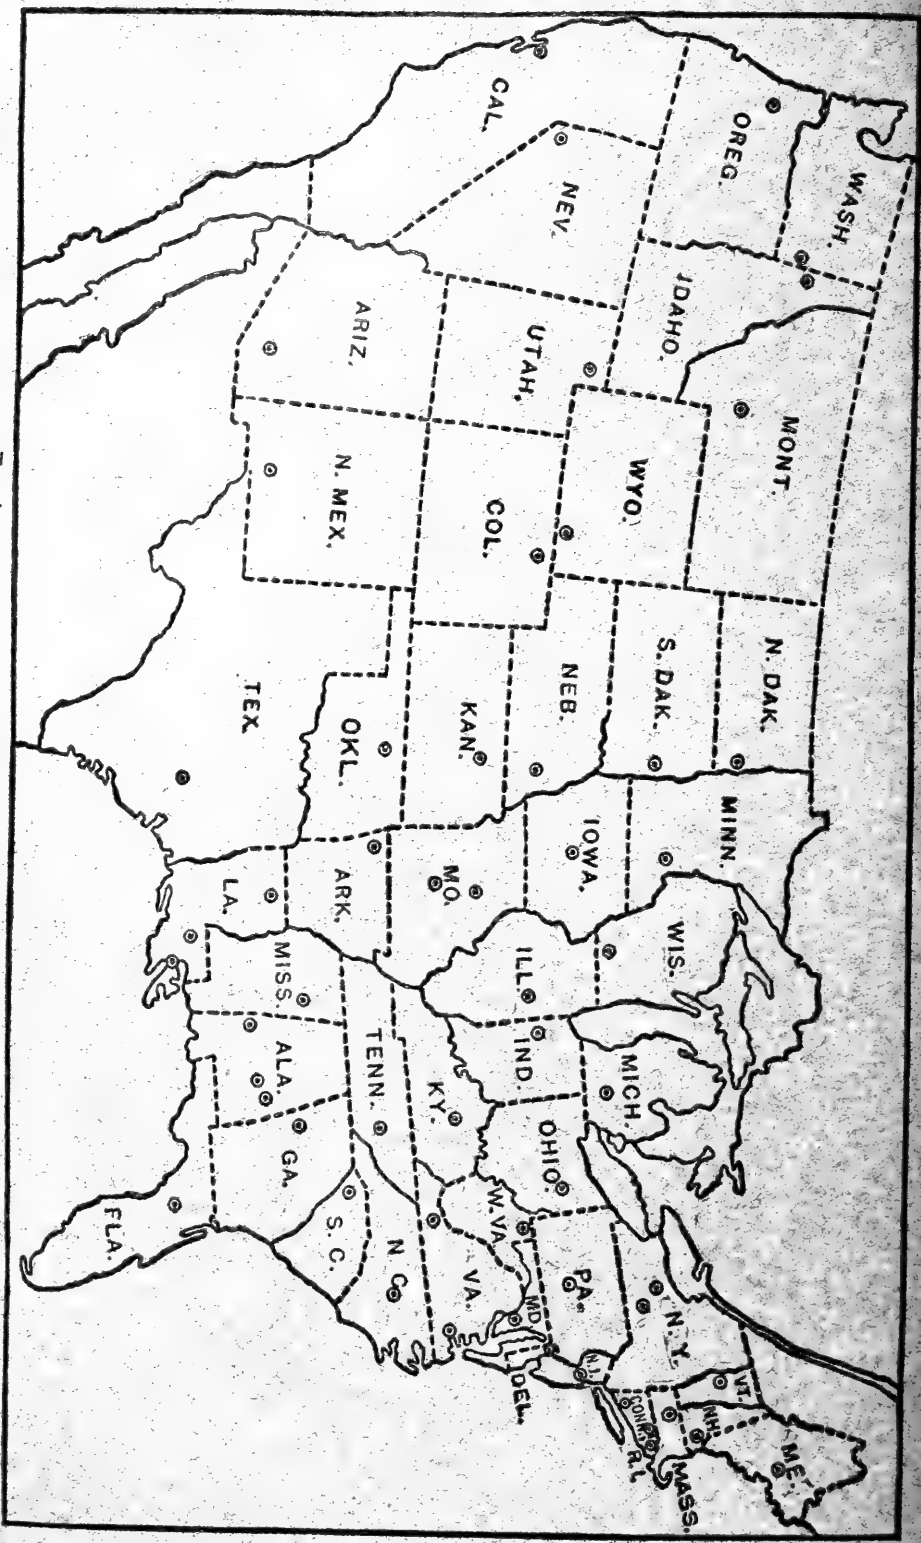 WASH.
OREG.
CAL.
NEV.
IDAHO.
MONT.
WYO.
UTAH.
COL.
ARIZ.
N. MEX.
N. DAK.
S. DAK.
NEB.
KAN.
OKL.
TEX.
MINN.
IOWA.
MO.
ARK.
LA.
WIS.
ILL.
MICH.
IND.
OHIO.
KY.
TENN.
MISS.
ALA.
GA.
FLA.
S. C.
N. C.
VA.
W. VA.
MD.
DEL.
PA.
N. J.
N. Y.
CONN.
R. I.
MASS.
VT.
N. H.
ME.